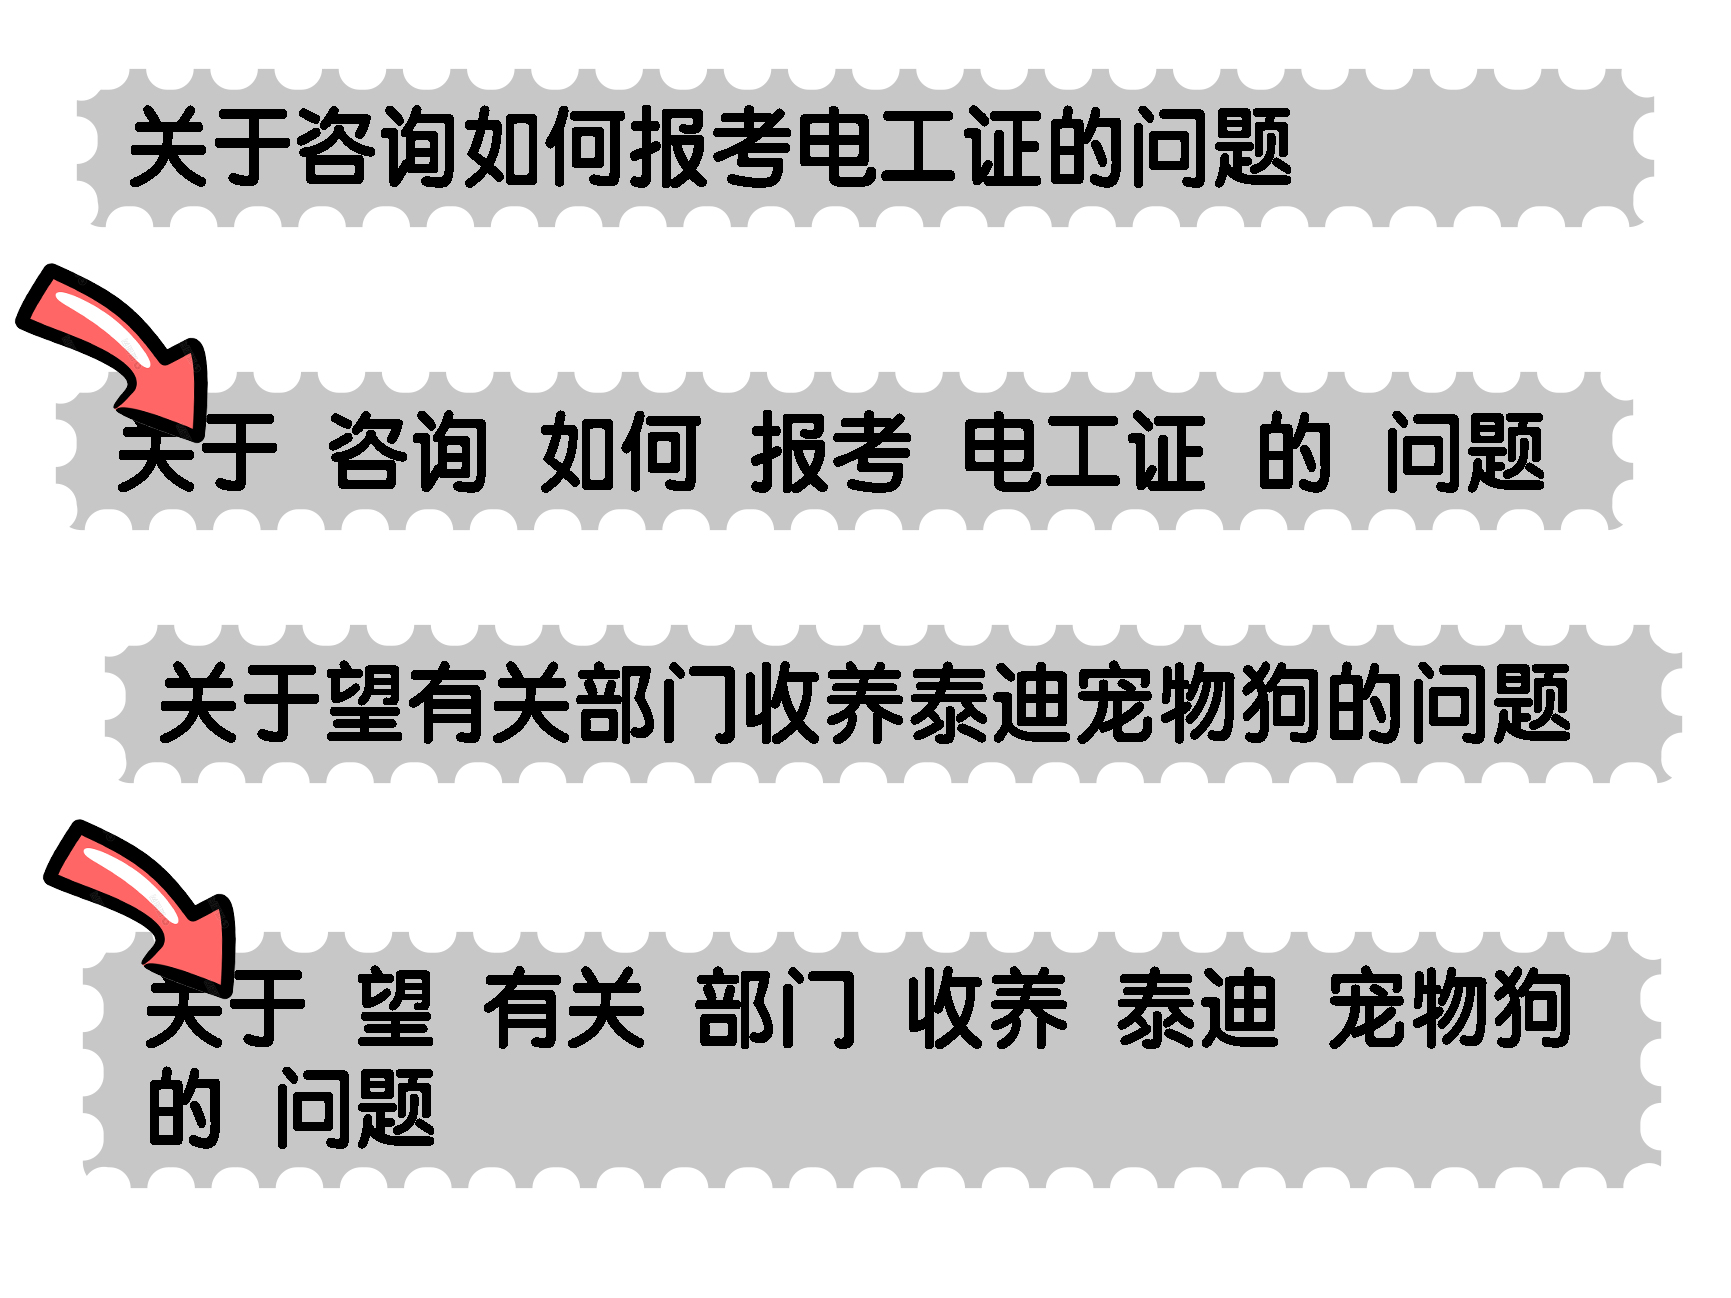 关于咨询如何报考电工证的问题
关于 咨询 如何 报考 电工证 的 问题
关于望有关部门收养泰迪宠物狗的问题
关于 望 有关 部门 收养 泰迪 宠物狗
的 问题